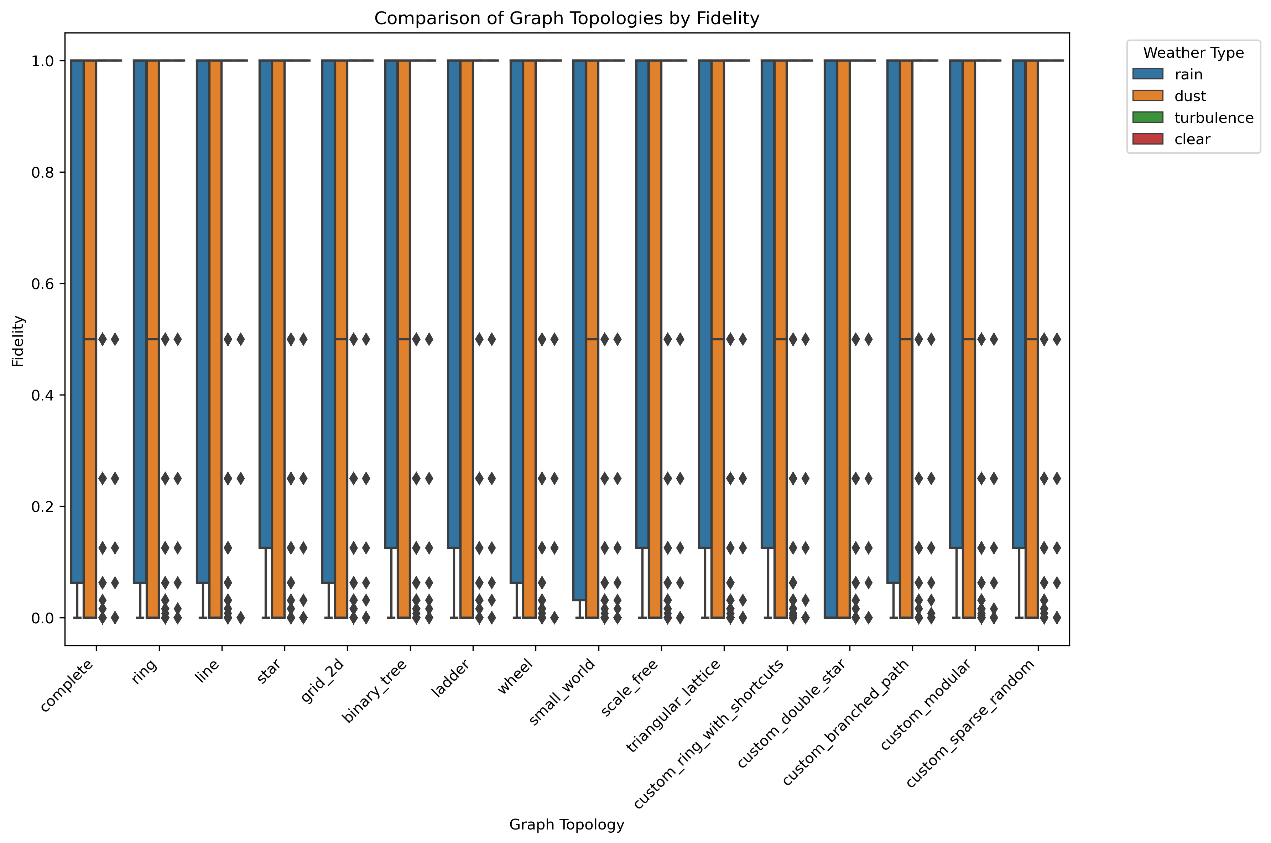 Comparison of Graph Topologies by Fidelity
Weather Type
rain
dust
turbulence
clear
Fidelity
1.0
0.8
0.6
0.4
0.2
0.0
complete
ring
line
star
grid_2d
binary_tree
ladder
wheel
small_world
scale_free
triangular_lattice
custom_ring_with_shortcuts
custom_double_star
custom_branched_path
custom_modular
custom_sparse_random
Graph Topology